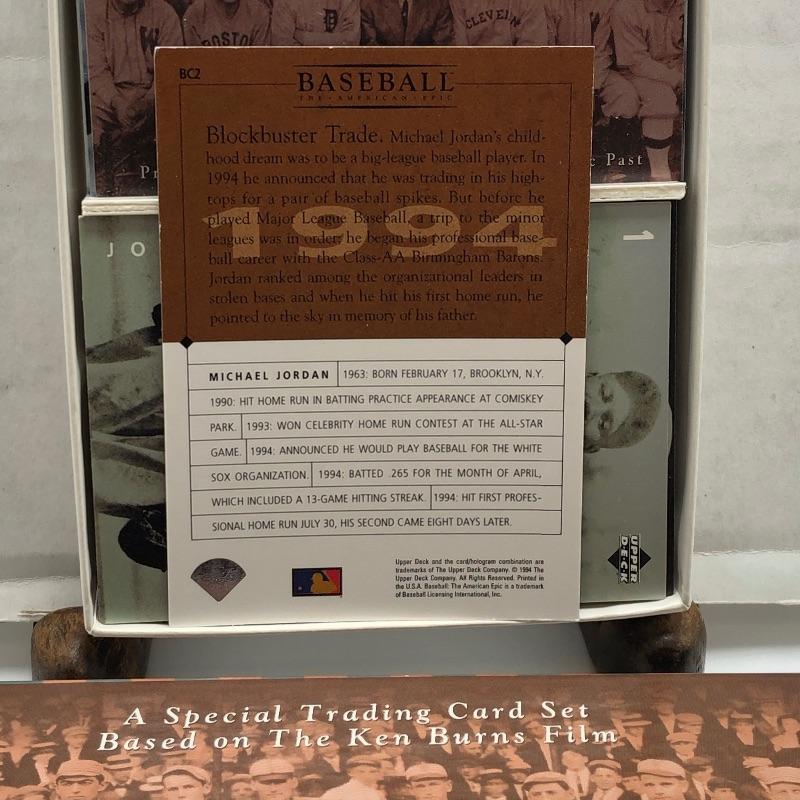 CLEVELN
BOSTON
D
W
Pr
c Past
BC2
BASEBALL
THE • AMERICAN • EPIC
Blockbuster Trade. Michael Jordan's child-
hood dream was to be a big-league baseball player. In
1994 he announced that he was trading in his high-
tops for a pair of baseball spikes. But before he
played Major League Baseball, a trip to the minor
leagues was in order; he began his professional base-
ball career with the Class-AA Birmingham Barons.
Jordan ranked among the organizational leaders in
stolen bases and when he hit his first home run, he
pointed to the sky in memory of his father.
1994
JO
1
MICHAEL JORDAN 1963: BORN FEBRUARY 17, BROOKLYN, N.Y.
1990: HIT HOME RUN IN BATTING PRACTICE APPEARANCE AT COMISKEY
PARK. 1993: WON CELEBRITY HOME RUN CONTEST AT THE ALL-STAR
GAME. 1994: ANNOUNCED HE WOULD PLAY BASEBALL FOR THE WHITE
SOX ORGANIZATION. 1994: BATTED .265 FOR THE MONTH OF APRIL,
WHICH INCLUDED A 13-GAME HITTING STREAK. 1994: HIT FIRST PROFES-
SIONAL HOME RUN JULY 30, HIS SECOND CAME EIGHT DAYS LATER.
UPPER
DECK
Upper Deck and the card/hologram combination are
trademarks of The Upper Deck Company. © 1994 The
Upper Deck Company. All Rights Reserved. Printed in
the U.S.A. Baseball: The American Epic is a trademark
of Baseball Licensing International, Inc.
A Special Trading Card Set
Based on The Ken Burns Film